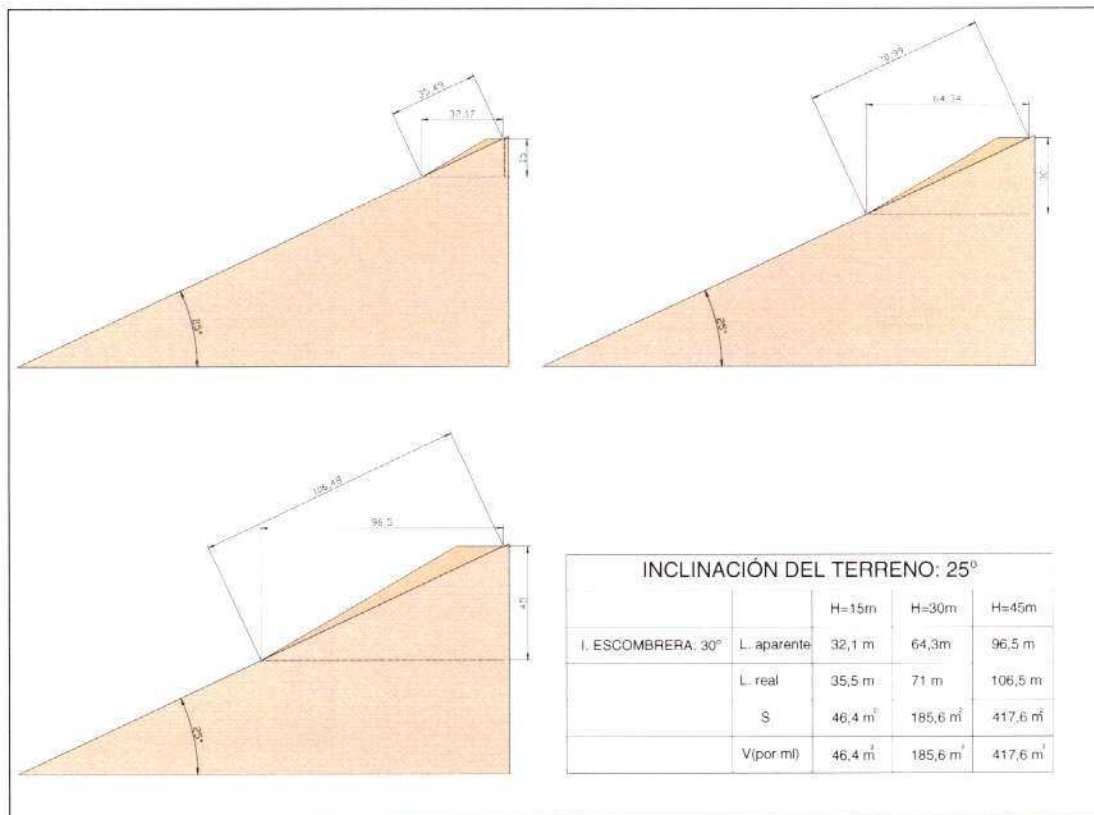 35,49
32,17
15
25°
70,99
64,34
30
25°
106,49
96,5
45
25°
INCLINACIÓN DEL TERRENO: 25º
H=15m H=30m H=45m
I. ESCOMBRERA: 30º L. aparente 32,1 m 64,3m 96,5 m
L. real 35,5 m 71 m 106,5 m
S 46,4 m² 185,6 m² 417,6 m²
V(por ml) 46,4 m³ 185,6 m³ 417,6 m³